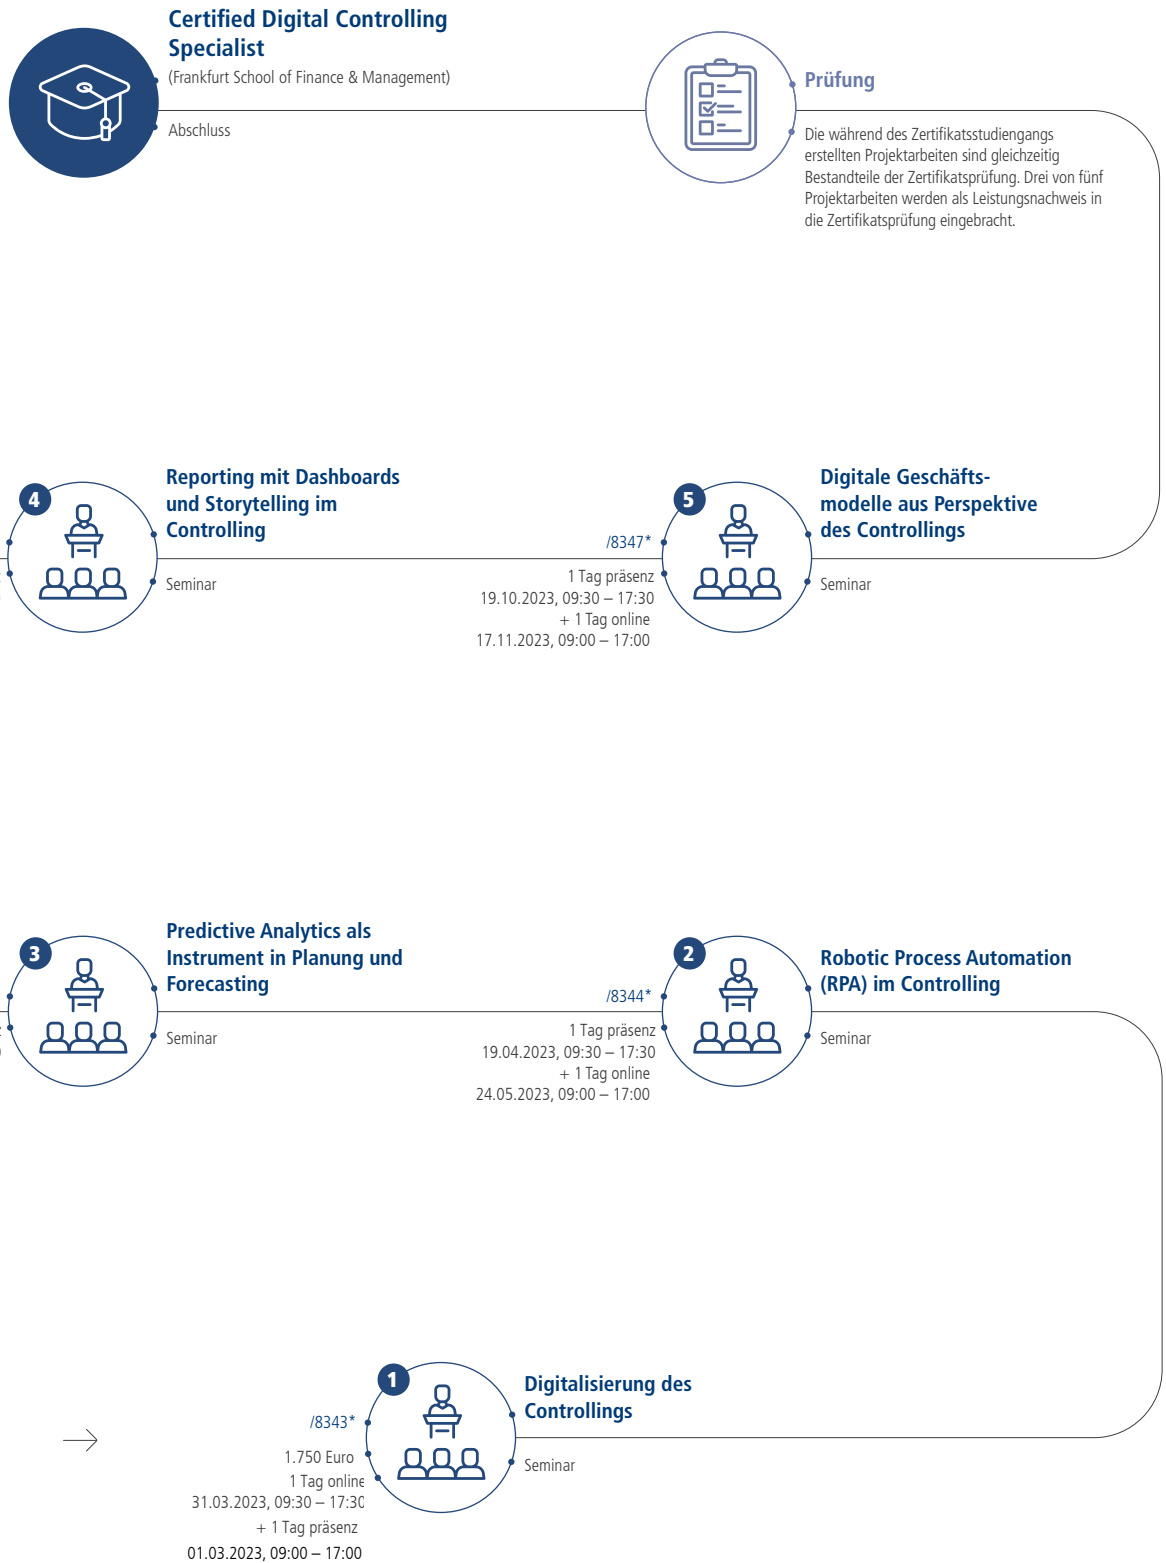 Certified Digital Controlling
Specialist
(Frankfurt School of Finance & Management)
Abschluss
Prüfung
Die während des Zertifikatsstudiengangs
erstellten Projektarbeiten sind gleichzeitig
Bestandteile der Zertifikatsprüfung. Drei von fünf
Projektarbeiten werden als Leistungsnachweis in
die Zertifikatsprüfung eingebracht.
4
Reporting mit Dashboards
und Storytelling im
Controlling
Seminar
/8347*
1 Tag präsenz
19.10.2023, 09:30 – 17:30
+ 1 Tag online
17.11.2023, 09:00 – 17:00
5
Digitale Geschäfts-
modelle aus Perspektive
des Controllings
Seminar
3
Predictive Analytics als
Instrument in Planung und
Forecasting
Seminar
/8344*
1 Tag präsenz
19.04.2023, 09:30 – 17:30
+ 1 Tag online
24.05.2023, 09:00 – 17:00
2
Robotic Process Automation
(RPA) im Controlling
Seminar
/8343*
1.750 Euro
1 Tag online
31.03.2023, 09:30 – 17:30
+ 1 Tag präsenz
01.03.2023, 09:00 – 17:00
1
Digitalisierung des
Controllings
Seminar